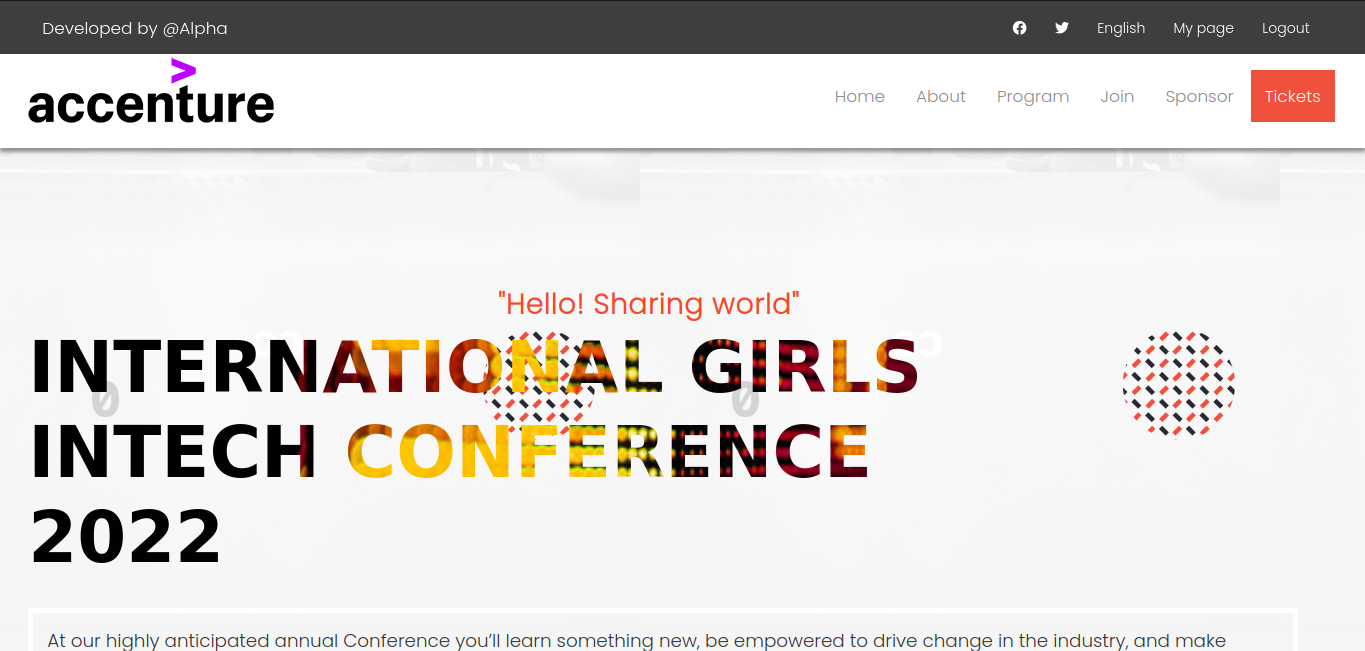 Developed by @Alpha
English My page Logout
accenture
Home About Program Join Sponsor Tickets
"Hello! Sharing world"
INTERNATIONAL GIRLS
INTECH CONFERENCE
2022
At our highly anticipated annual Conference you’ll learn something new, be empowered to drive change in the industry, and make